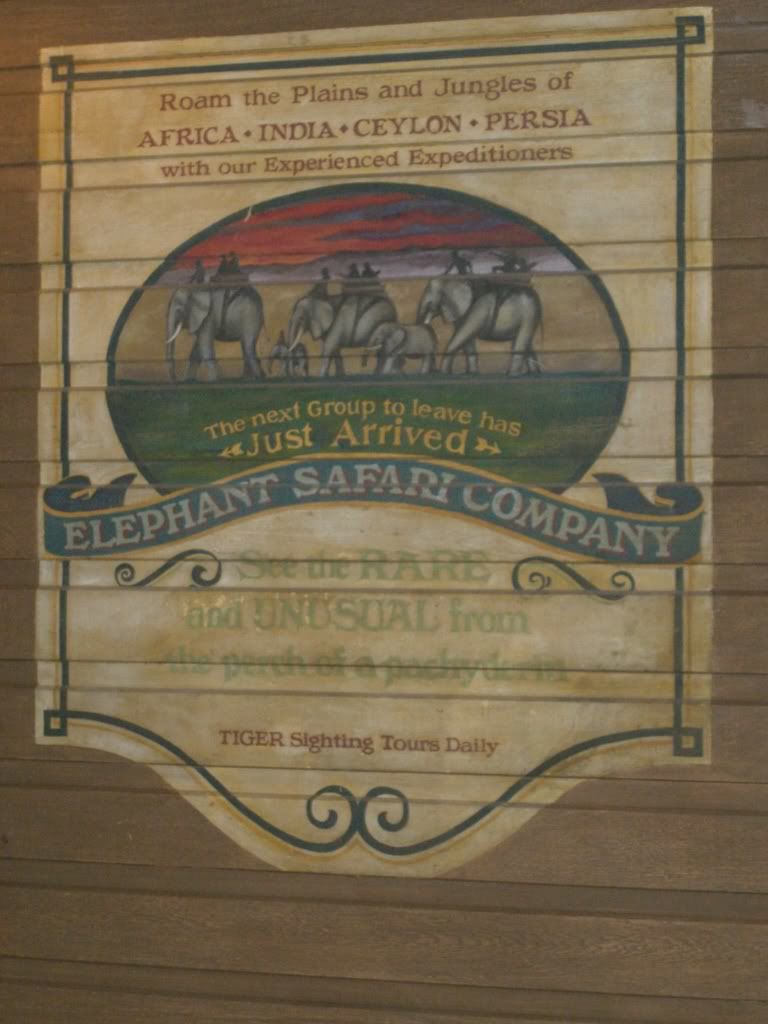 Roam the Plains and Jungles of
AFRICA • INDIA • CEYLON • PERSIA
with our Experienced Expeditioners
The next Group to leave has
Just Arrived
ELEPHANT SAFARI COMPANY
See the RARE
and UNUSUAL from
the perch of a pachyderm
TIGER Sighting Tours Daily